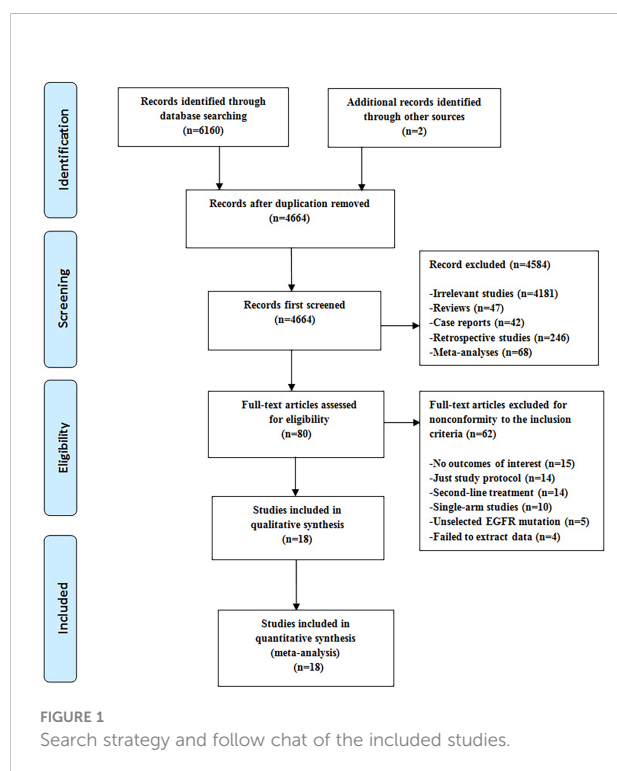 Identification
Records identified through
database searching
(n=6160)
Additional records identified
through other sources
(n=2)
Records after duplication removed
(n=4664)
Screening
Records first screened
(n=4664)
Record excluded (n=4584)
-Irrelevant studies (n=4181)
-Reviews (n=47)
-Case reports (n=42)
-Retrospective studies (n=246)
-Meta-analyses (n=68)
Eligibility
Full-text articles assessed
for eligibility
(n=80)
Full-text articles excluded for
nonconformity to the inclusion
criteria (n=62)
-No outcomes of interest (n=15)
-Just study protocol (n=14)
-Second-line treatment (n=14)
-Single-arm studies (n=10)
-Unselected EGFR mutation (n=5)
-Failed to extract data (n=4)
Studies included in
qualitative synthesis
(n=18)
Included
Studies included in
quantitative synthesis
(meta-analysis)
(n=18)
FIGURE 1
Search strategy and follow chat of the included studies.